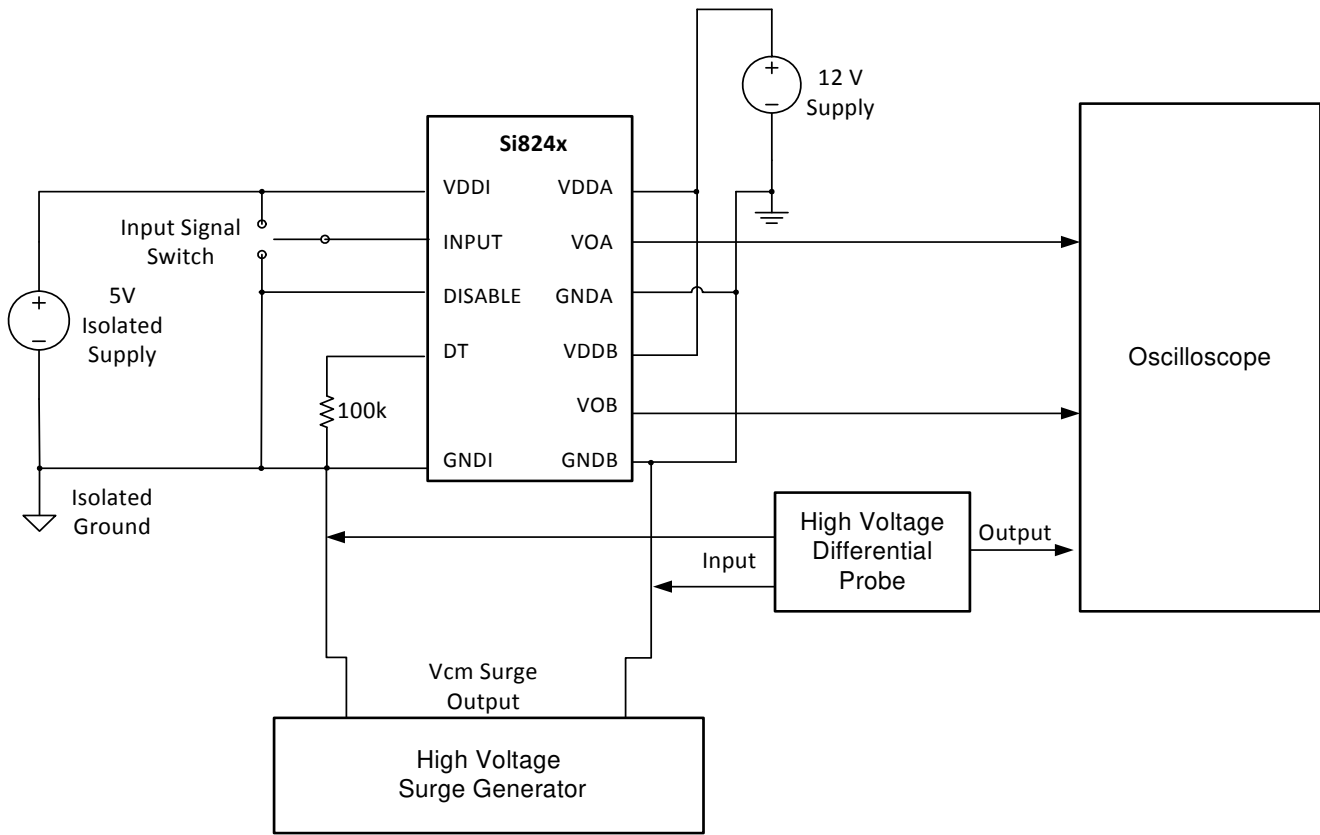 12 V
Supply
Si824x
VDDI
VDDA
Input Signal
Switch
INPUT
VOA
5V
Isolated
Supply
DISABLE
GNDA
DT
VDDB
Oscilloscope
100k
VOB
GNDI
GNDB
Isolated
Ground
High Voltage
Differential
Probe
Output
Input
Vcm Surge
Output
High Voltage
Surge Generator
+
−
+
−